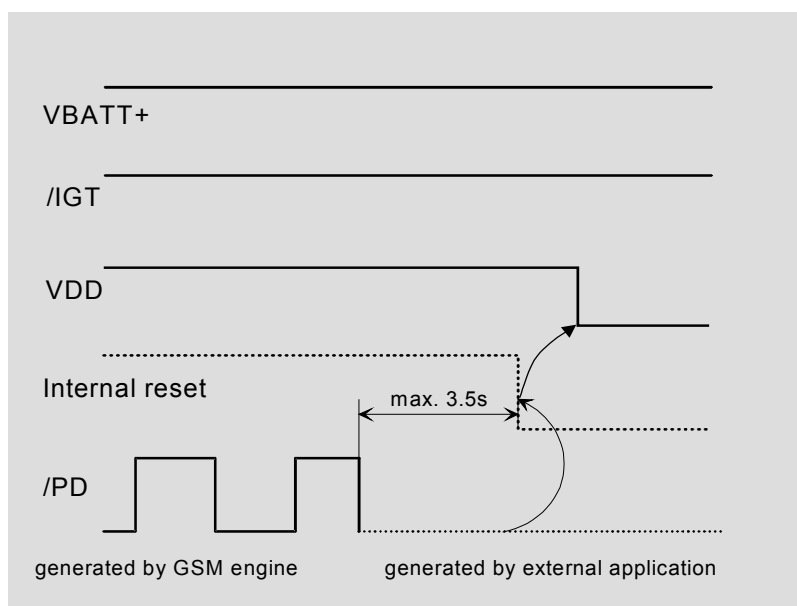 VBATT+
/IGT
VDD
Internal reset
max. 3.5s
/PD
generated by GSM engine
generated by external application